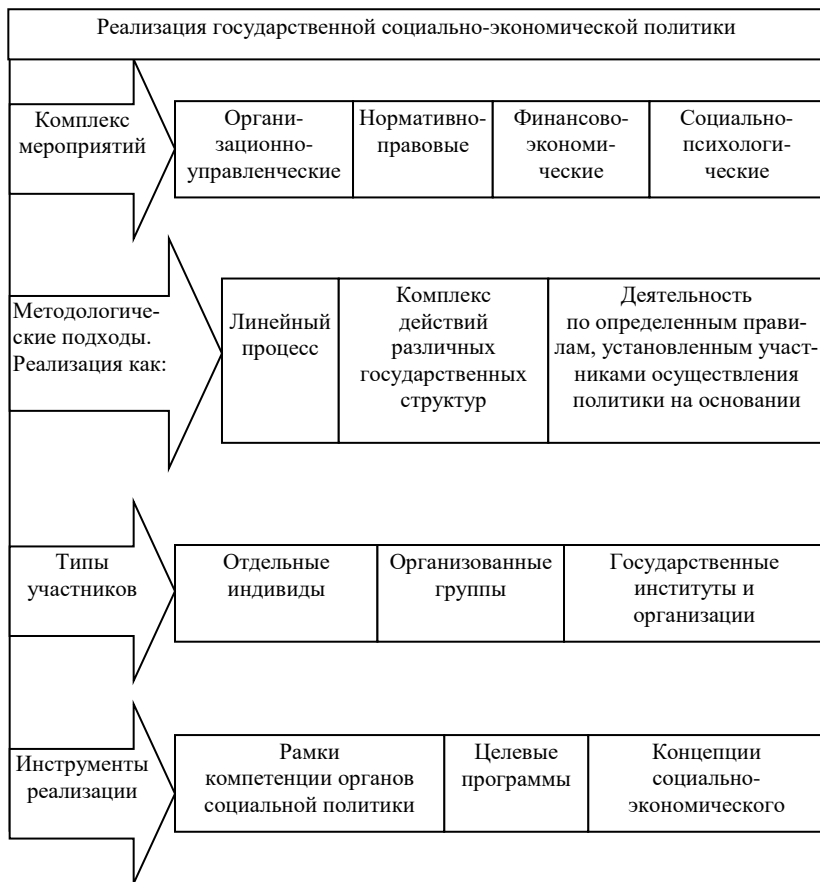 Реализация государственной социально-экономической политики
Комплекс
мероприятий
Органи-
зационно-
управленческие
Нормативно-
правовые
Финансово-
экономи-
ческие
Социально-
психологи-
ческие
Методологиче-
ские подходы.
Реализация как:
Линейный
процесс
Комплекс
действий
различных
государственных
структур
Деятельность
по определенным прави-
лам, установленным участ-
никами осуществления
политики на основании
Типы
участников
Отдельные
индивиды
Организованные
группы
Государственные
институты и
организации
Инструменты
реализации
Рамки
компетенции органов
социальной политики
Целевые
программы
Концепции
социально-
экономического